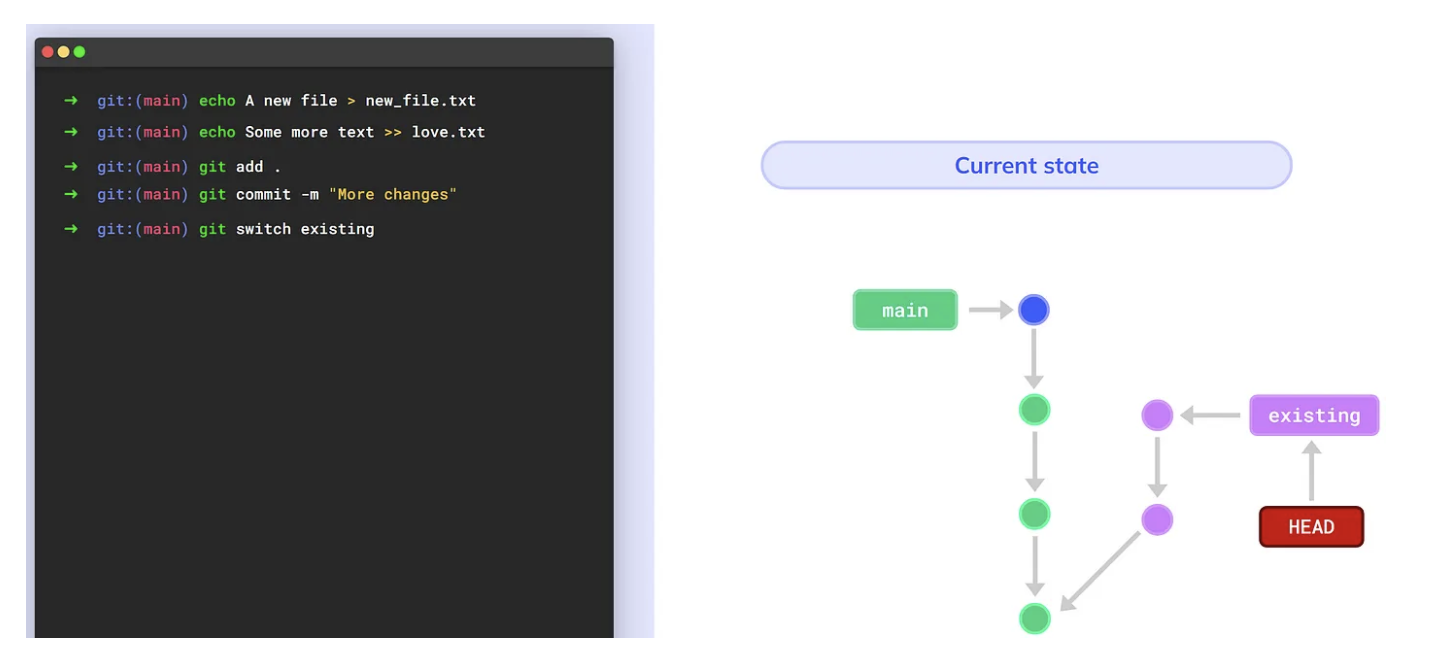 ➜ git:(main) echo A new file > new_file.txt
➜ git:(main) echo Some more text >> love.txt
➜ git:(main) git add .
➜ git:(main) git commit -m "More changes"
➜ git:(main) git switch existing
Current state
main
existing
HEAD